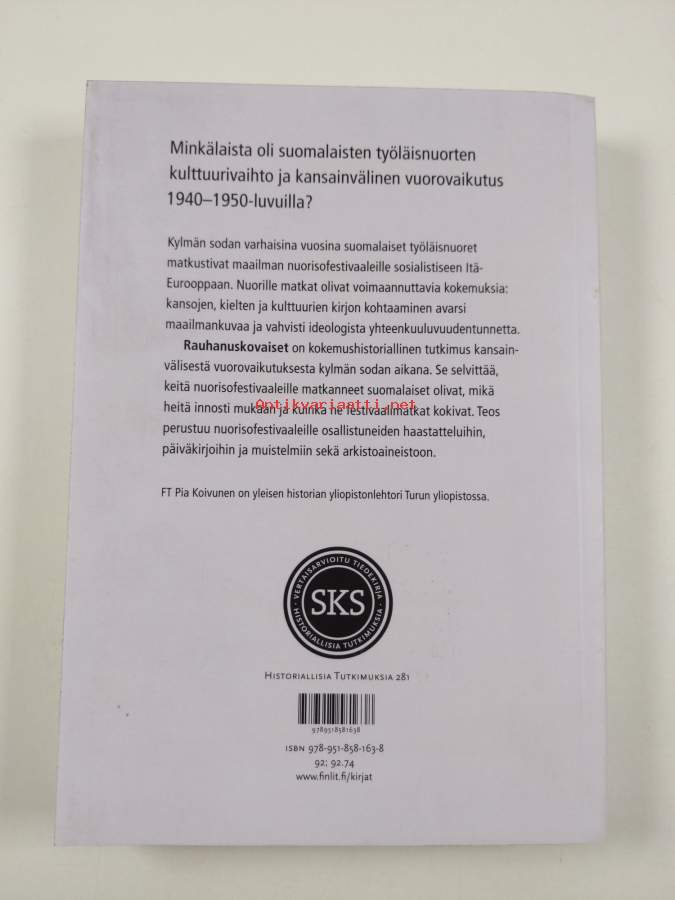 Minkälaista oli suomalaisten työläisnuorten
kulttuurivaihto ja kansainvälinen vuorovaikutus
1940–1950-luvuilla?
Kylmän sodan varhaisina vuosina suomalaiset työläisnuoret
matkustivat maailman nuorisofestivaaleille sosialistiseen Itä-
Eurooppaan. Nuorille matkat olivat voimaannuttavia kokemuksia:
kansojen, kielten ja kulttuurien kirjon kohtaaminen avarsi
maailmankuvaa ja vahvisti ideologista yhteenkuuluvuudentunnetta.
Rauhanuskovaiset on kokemushistoriallinen tutkimus kansain-
välisestä vuorovaikutuksesta kylmän sodan aikana. Se selvittää,
keitä nuorisofestivaaleille matkanneet suomalaiset olivat, mikä
Antikvariaatti.net
heitä innosti mukaan ja kuinka he festivaalimatkat kokivat. Teos
perustuu nuorisofestivaaleille osallistuneiden haastatteluihin,
päiväkirjoihin ja muistelmiin sekä arkistoaineistoon.
FT Pia Koivunen on yleisen historian yliopistonlehtori Turun yliopistossa.
VERTAISARVIOITU TIEDEKIRJA
SKS
HISTORIALLISIA TUTKIMUKSIA
Historiallisia Tutkimuksia 281
9789518581638
ISBN 978-951-858-163-8
92; 92.74
www.finlit.fi/kirjat